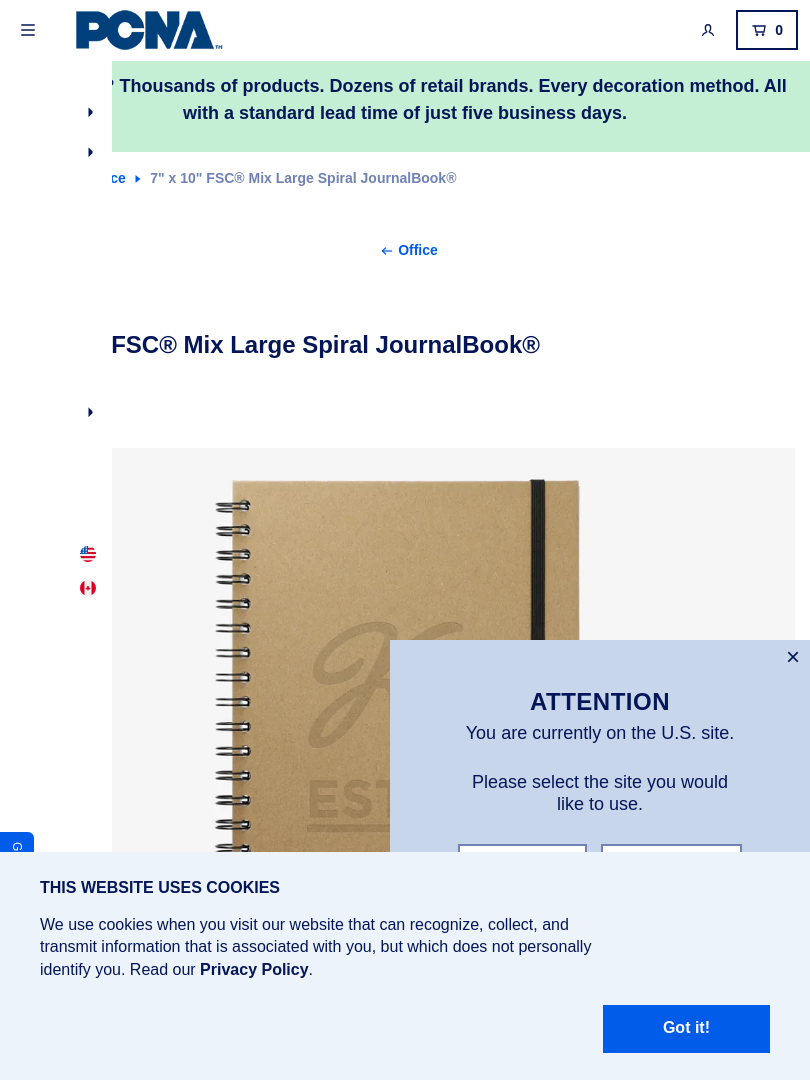 PCNA™
0
? Thousands of products. Dozens of retail brands. Every decoration method. All
with a standard lead time of just five business days.
ce 7" x 10" FSC® Mix Large Spiral JournalBook®
Office
FSC® Mix Large Spiral JournalBook®
EST
ATTENTION
You are currently on the U.S. site.
Please select the site you would
like to use.
G
THIS WEBSITE USES COOKIES
We use cookies when you visit our website that can recognize, collect, and
transmit information that is associated with you, but which does not personally
identify you. Read our Privacy Policy.
Got it!